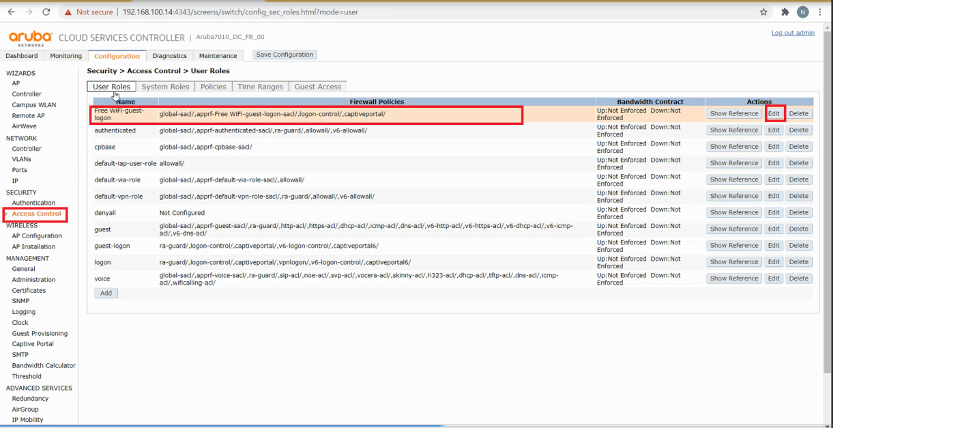 Not secure | 192.168.100.14:4343/screens/switch/config_sec_roles.html?mode=user
N
aruba NETWORKS CLOUD SERVICES CONTROLLER | Aruba7010_DC_FB_00
Log out admin
Dashboard Monitoring Configuration Diagnostics Maintenance Save Configuration
WIZARDS
AP
Controller
Campus WLAN
Remote AP
AirWave
NETWORK
Controller
VLANs
Ports
IP
SECURITY
Authentication
Access Control
WIRELESS
AP Configuration
AP Installation
MANAGEMENT
General
Administration
Certificates
SNMP
Logging
Clock
Guest Provisioning
Captive Portal
SMTP
Bandwidth Calculator
Threshold
ADVANCED SERVICES
Redundancy
AirGroup
IP Mobility
Security > Access Control > User Roles
User Roles System Roles Policies Time Ranges Guest Access
Name Firewall Policies Bandwidth Contract Actions
Free WiFi-guest-logon global-sacl/,apprf-Free WiFi-guest-logon-sacl/,logon-control/,captiveportal/ Up:Not Enforced Down:Not Enforced Show Reference Edit Delete
authenticated global-sacl/,apprf-authenticated-sacl/,ra-guard/,allowall/,v6-allowall/ Up:Not Enforced Down:Not Enforced Show Reference Edit Delete
cpbase global-sacl/,apprf-cpbase-sacl/ Up:Not Enforced Down:Not Enforced Show Reference Edit Delete
default-iap-user-role allowall/ Up:Not Enforced Down:Not Enforced Show Reference Edit Delete
default-via-role global-sacl/,apprf-default-via-role-sacl/,allowall/ Up:Not Enforced Down:Not Enforced Show Reference Edit Delete
default-vpn-role global-sacl/,apprf-default-vpn-role-sacl/,ra-guard/,allowall/,v6-allowall/ Up:Not Enforced Down:Not Enforced Show Reference Edit Delete
denyall Not Configured Up:Not Enforced Down:Not Enforced Show Reference Edit Delete
guest global-sacl/,apprf-guest-sacl/,ra-guard/,http-acl/,https-acl/,dhcp-acl/,icmp-acl/,dns-acl/,v6-http-acl/,v6-https-acl/,v6-dhcp-acl/,v6-icmp-acl/,v6-dns-acl/ Up:Not Enforced Down:Not Enforced Show Reference Edit Delete
guest-logon ra-guard/,logon-control/,captiveportal/,v6-logon-control/,captiveportal6/ Up:Not Enforced Down:Not Enforced Show Reference Edit Delete
logon ra-guard/,logon-control/,captiveportal/,vpnlogon/,v6-logon-control/,captiveportal6/ Up:Not Enforced Down:Not Enforced Show Reference Edit Delete
voice global-sacl/,apprf-voice-sacl/,ra-guard/,sip-acl/,noe-acl/,svp-acl/,vocera-acl/,skinny-acl/,h323-acl/,dhcp-acl/,tftp-acl/,dns-acl/,icmp-acl/,wificalling-acl/ Up:Not Enforced Down:Not Enforced Show Reference Edit Delete
Add